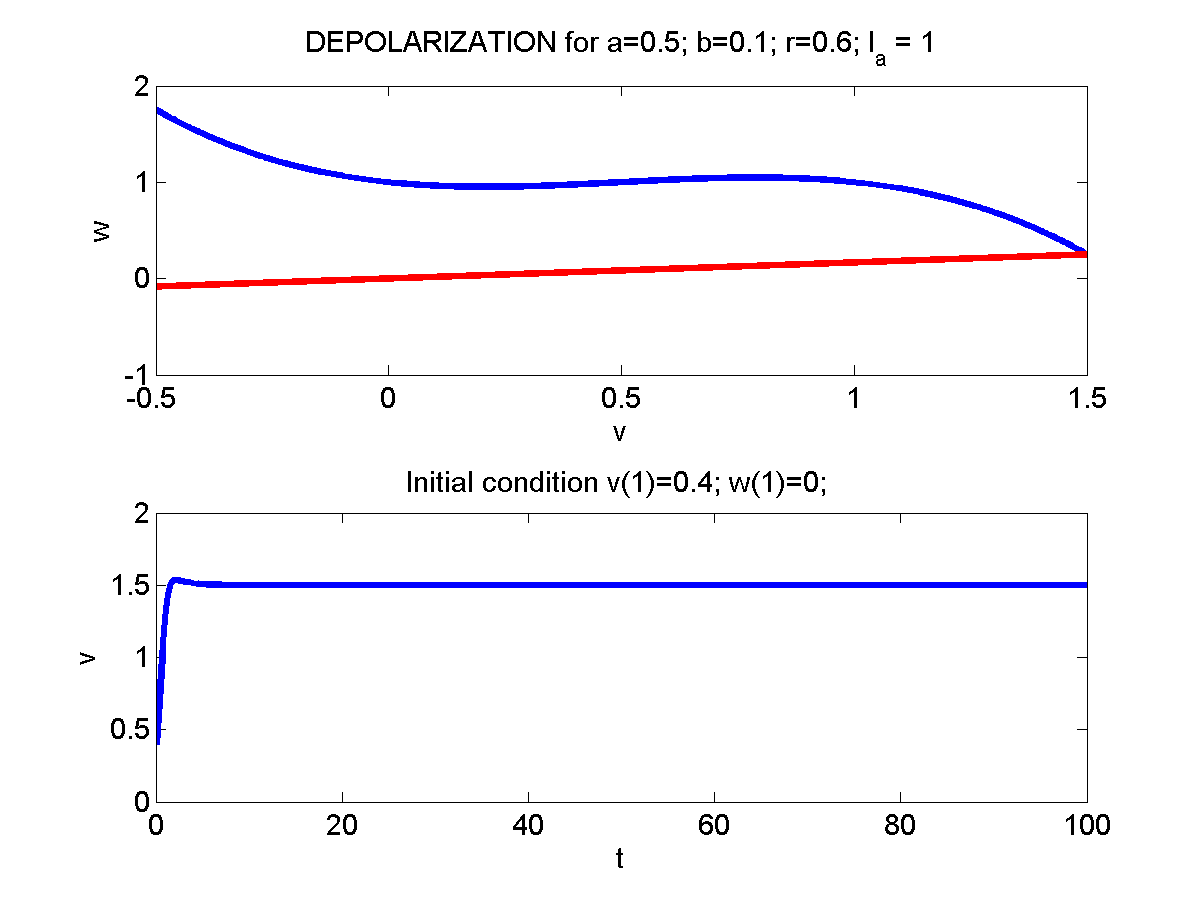 DEPOLARIZATION for a=0.5; b=0.1; r=0.6; I_a = 1
2
1
0
-1
w
-0.5 0 0.5 1 1.5
v
Initial condition v(1)=0.4; w(1)=0;
2
1.5
1
0.5
0
v
0 20 40 60 80 100
t